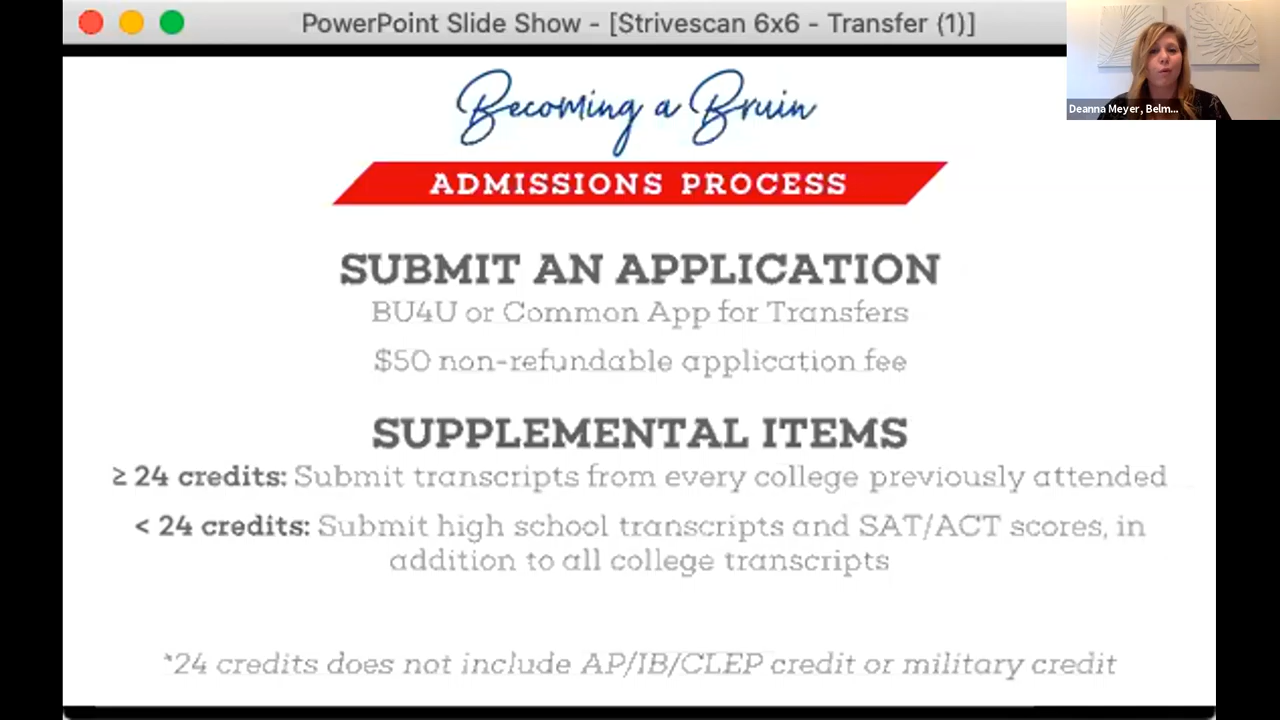 PowerPoint Slide Show - [Strivescan 6x6 - Transfer (1)]
Deanna Meyer, Belm...
Becoming a Bruin
ADMISSIONS PROCESS
SUBMIT AN APPLICATION
BU4U or Common App for Transfers
$50 non-refundable application fee
SUPPLEMENTAL ITEMS
≥ 24 credits: Submit transcripts from every college previously attended
< 24 credits: Submit high school transcripts and SAT/ACT scores, in
addition to all college transcripts
*24 credits does not include AP/IB/CLEP credit or military credit